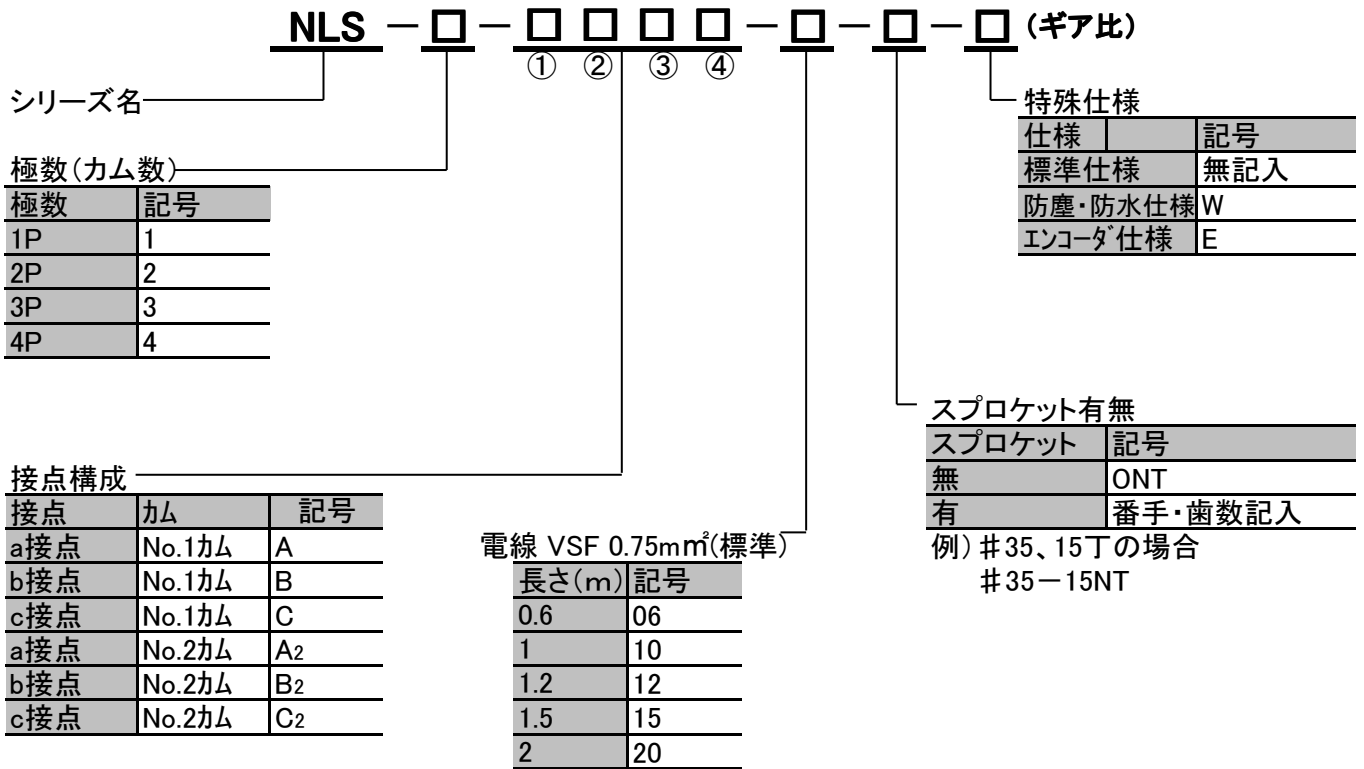 NLS－□－□□□□－□－□－□(ギア比)
① ② ③ ④
シリーズ名
特殊仕様
仕様 記号
標準仕様 無記入
防塵・防水仕様 W
エンコーダ仕様 E
極数(カム数)
極数 記号
1P 1
2P 2
3P 3
4P 4
スプロケット有無
スプロケット 記号
無 ONT
有 番手・歯数記入
例)♯35、15丁の場合
♯35－15NT
接点構成
接点 カム 記号
a接点 No.1カム A
b接点 No.1カム B
c接点 No.1カム C
a接点 No.2カム A2
b接点 No.2カム B2
c接点 No.2カム C2
電線 VSF 0.75m㎡(標準)
長さ(m) 記号
0.6 06
1 10
1.2 12
1.5 15
2 20